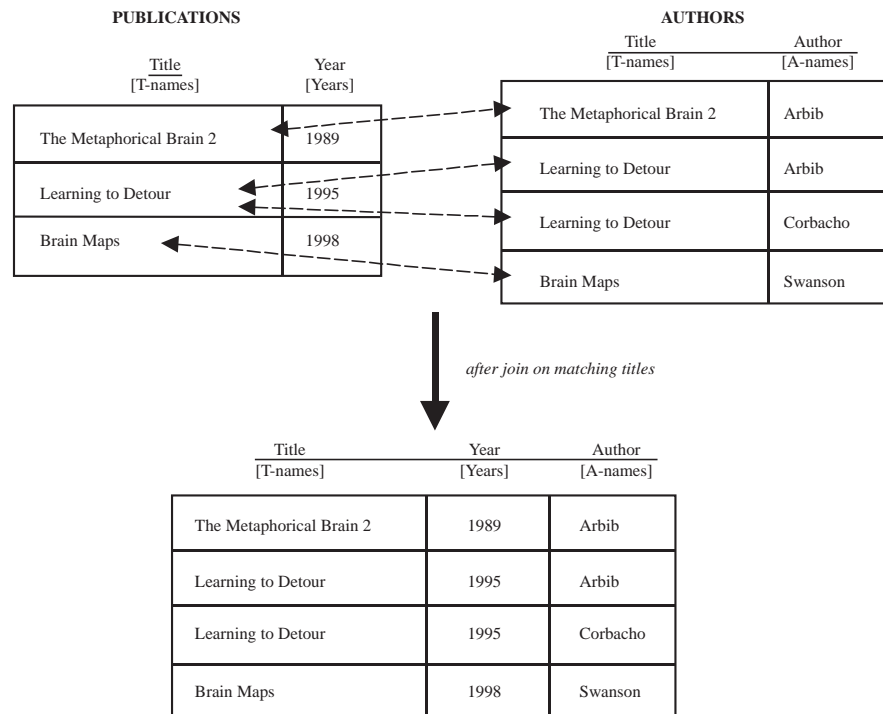 PUBLICATIONS
Title Year
[T-names] [Years]
The Metaphorical Brain 2 1989
Learning to Detour 1995
Brain Maps 1998
AUTHORS
Title Author
[T-names] [A-names]
The Metaphorical Brain 2 Arbib
Learning to Detour Arbib
Learning to Detour Corbacho
Brain Maps Swanson
after join on matching titles
Title Year Author
[T-names] [Years] [A-names]
The Metaphorical Brain 2 1989 Arbib
Learning to Detour 1995 Arbib
Learning to Detour 1995 Corbacho
Brain Maps 1998 Swanson